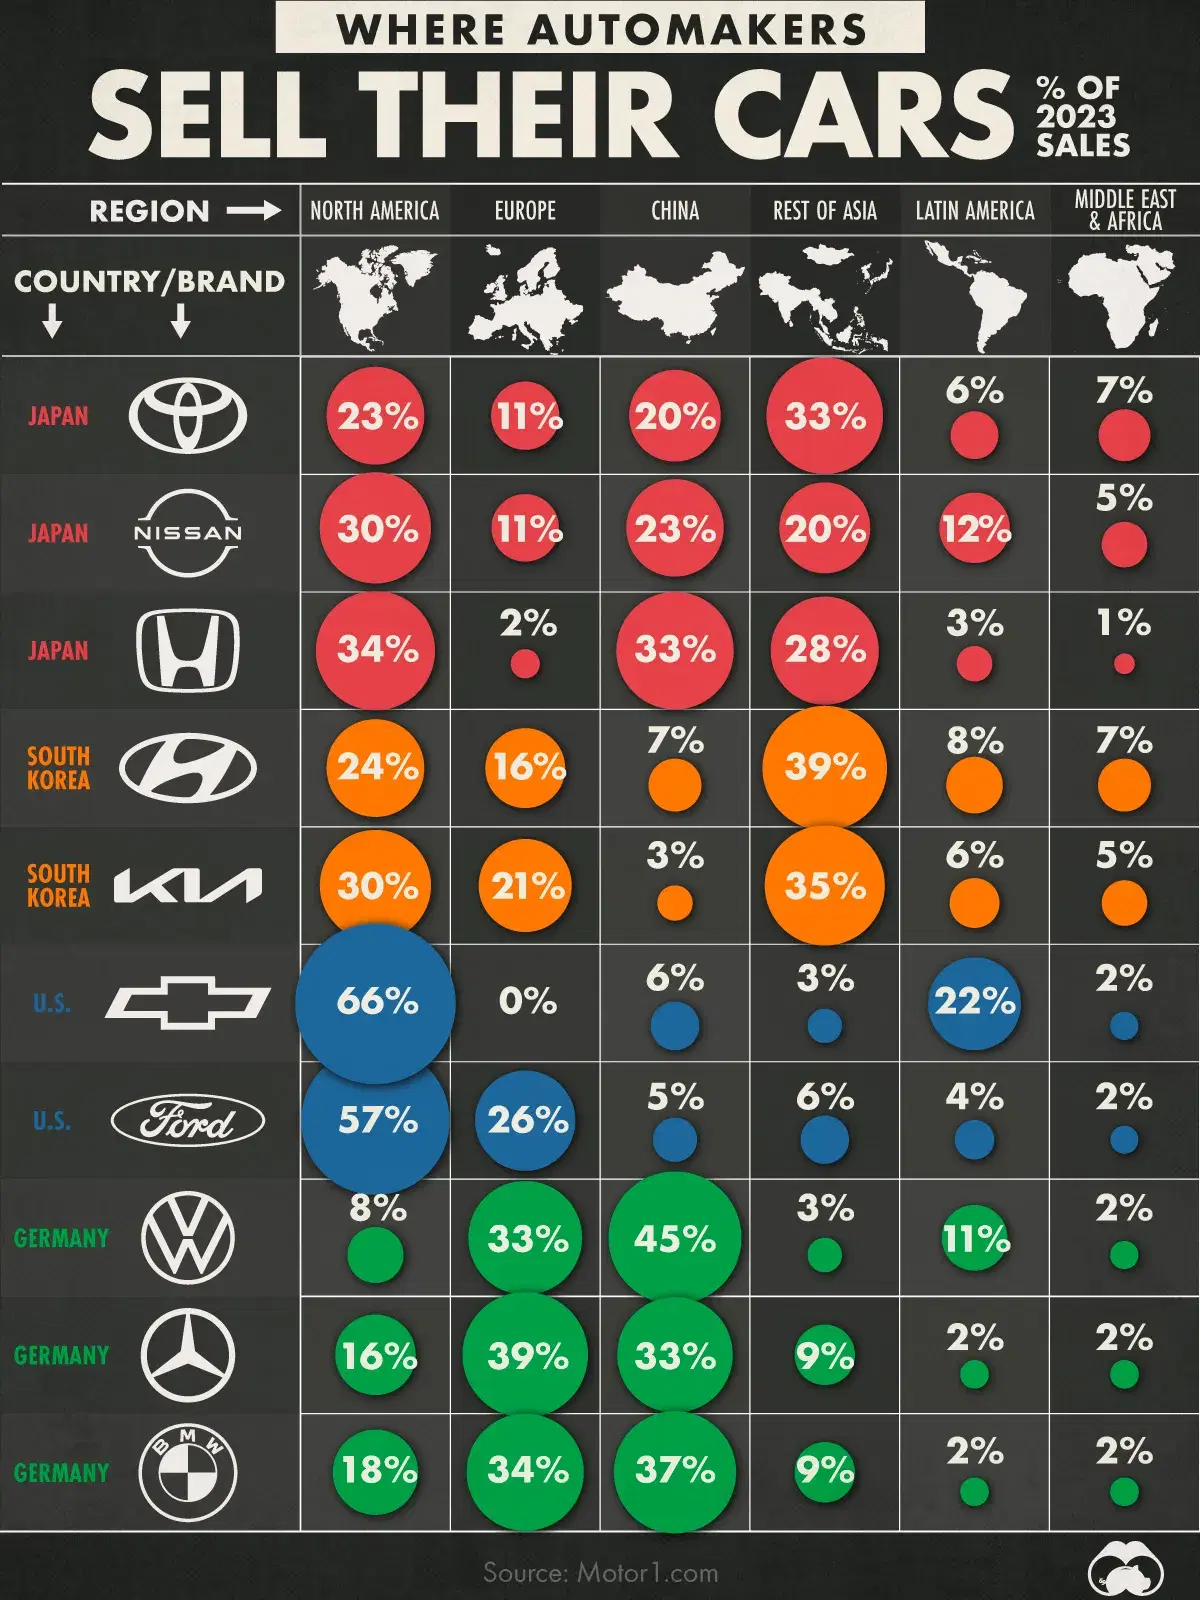 WHERE AUTOMAKERS
SELL THEIR CARS
% OF
2023
SALES
REGION
NORTH AMERICA
EUROPE
CHINA
REST OF ASIA
LATIN AMERICA
MIDDLE EAST
& AFRICA
COUNTRY/BRAND
JAPAN
23% 11% 20% 33% 6% 7%
JAPAN NISSAN
30% 11% 23% 20% 12% 5%
JAPAN
34% 2% 33% 28% 3% 1%
SOUTH
KOREA
24% 16% 7% 39% 8% 7%
SOUTH
KOREA
KIA
30% 21% 3% 35% 6% 5%
U.S.
66% 0% 6% 3% 22% 2%
U.S. Ford
57% 26% 5% 6% 4% 2%
GERMANY
8% 33% 45% 3% 11% 2%
GERMANY
16% 39% 33% 9% 2% 2%
GERMANY BMW
18% 34% 37% 9% 2% 2%
Source: Motor1.com